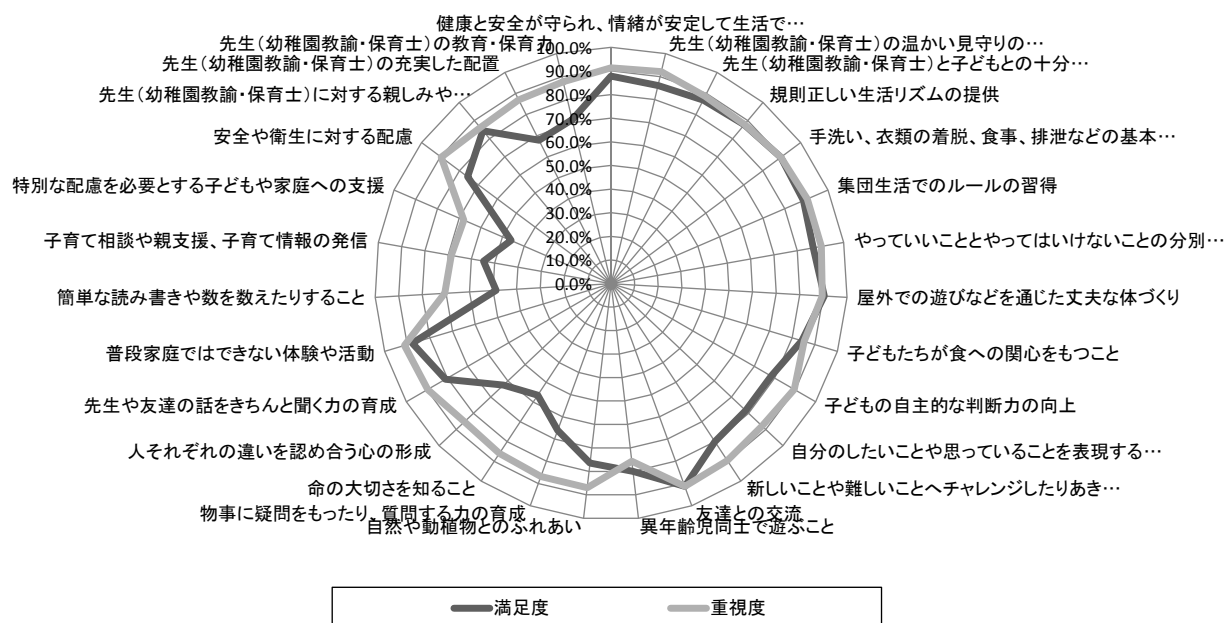 健康と安全が守られ、情緒が安定して生活で…
先生(幼稚園教諭・保育士)の温かい見守りの…
先生(幼稚園教諭・保育士)と子どもとの十分…
規則正しい生活リズムの提供
手洗い、衣類の着脱、食事、排泄などの基本…
集団生活でのルールの習得
やっていいこととやってはいけないことの分別…
屋外での遊びなどを通じた丈夫な体づくり
子どもたちが食への関心をもつこと
子どもの自主的な判断力の向上
自分のしたいことや思っていることを表現する…
新しいことや難しいことへチャレンジしたりあき…
友達との交流
異年齢児同士で遊ぶこと
自然や動植物とのふれあい
物事に疑問をもったり、質問する力の育成
命の大切さを知ること
人それぞれの違いを認め合う心の形成
先生や友達の話をきちんと聞く力の育成
普段家庭ではできない体験や活動
簡単な読み書きや数を数えたりすること
子育て相談や親支援、子育て情報の発信
特別な配慮を必要とする子どもや家庭への支援
安全や衛生に対する配慮
先生(幼稚園教諭・保育士)に対する親しみや…
先生(幼稚園教諭・保育士)の充実した配置
先生(幼稚園教諭・保育士)の教育・保育力
100.0%
90.0%
80.0%
70.0%
60.0%
50.0%
40.0%
30.0%
20.0%
10.0%
0.0%
満足度
重視度